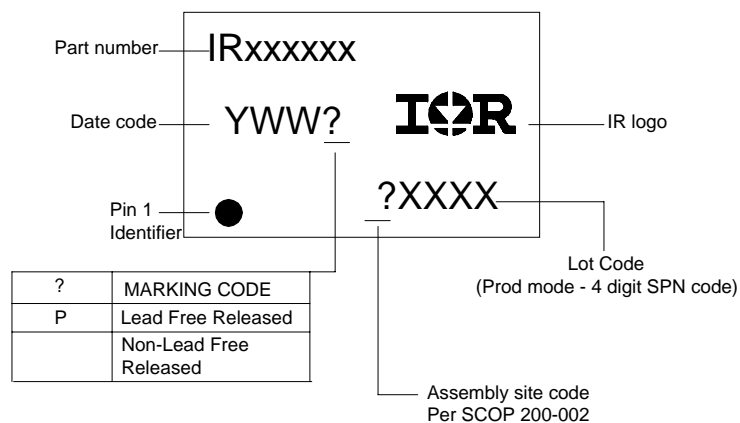 Part number
IRxxxxxx
Date code
YWW?
IOR
IR logo
?XXXX
Pin 1
Identifier
Lot Code
(Prod mode - 4 digit SPN code)
? MARKING CODE
P Lead Free Released
Non-Lead Free
Released
Assembly site code
Per SCOP 200-002